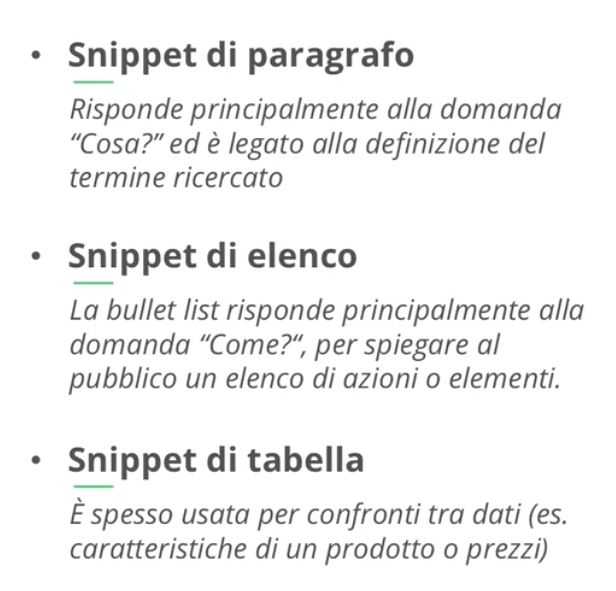 • Snippet di paragrafo
Risponde principalmente alla domanda
“Cosa?” ed è legato alla definizione del
termine ricercato
• Snippet di elenco
La bullet list risponde principalmente alla
domanda “Come?“, per spiegare al
pubblico un elenco di azioni o elementi.
• Snippet di tabella
È spesso usata per confronti tra dati (es.
caratteristiche di un prodotto o prezzi)